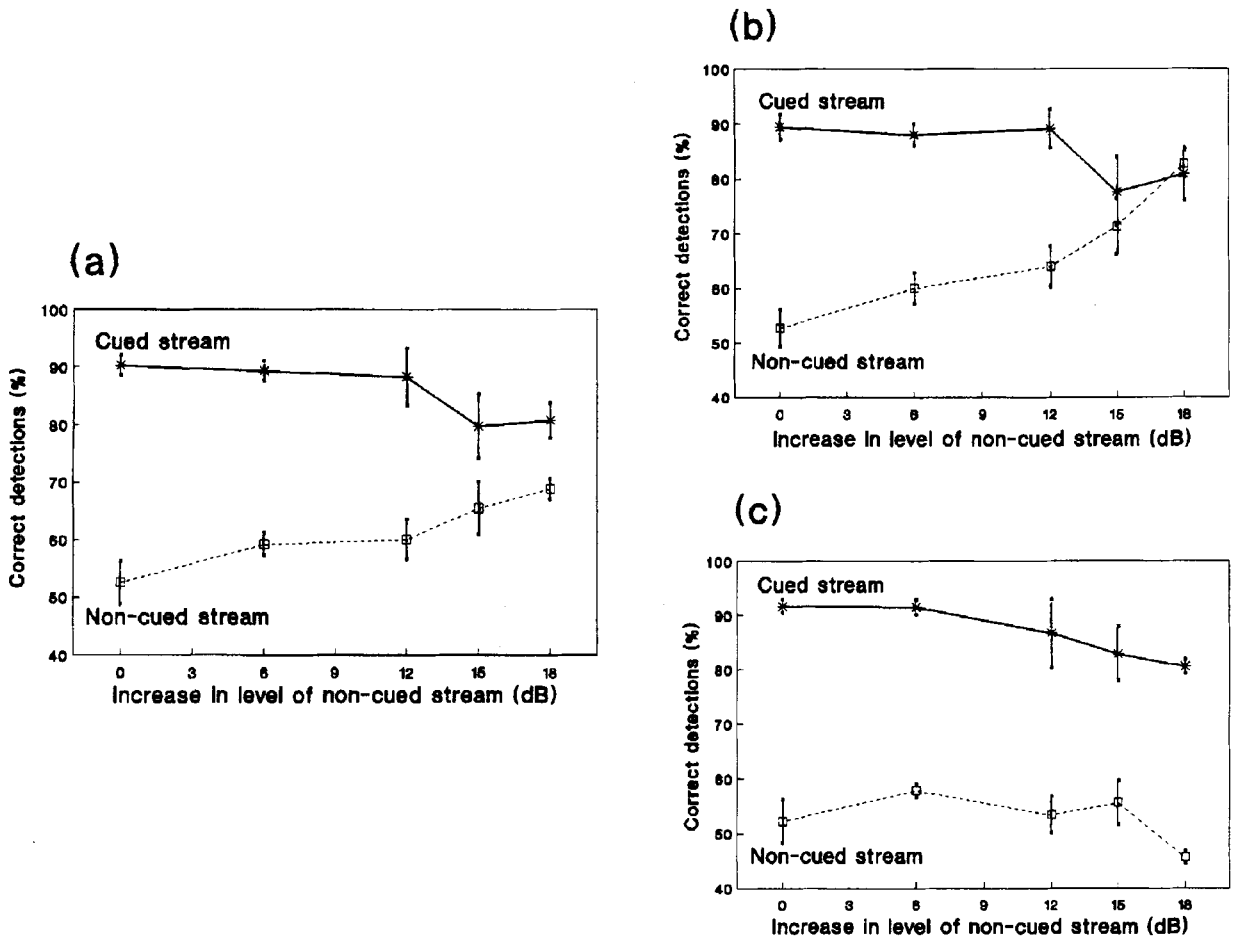 (a)
100
90
80
70
60
50
40
Correct detections (%)
Cued stream
Non-cued stream
0 3 6 9 12 15 18
Increase in level of non-cued stream (dB)
(b)
100
90
80
70
60
50
40
Correct detections (%)
Cued stream
Non-cued stream
0 3 6 9 12 15 18
Increase in level of non-cued stream (dB)
(c)
100
90
80
70
60
50
40
Correct detections (%)
Cued stream
Non-cued stream
0 3 6 9 12 15 18
Increase in level of non-cued stream (dB)